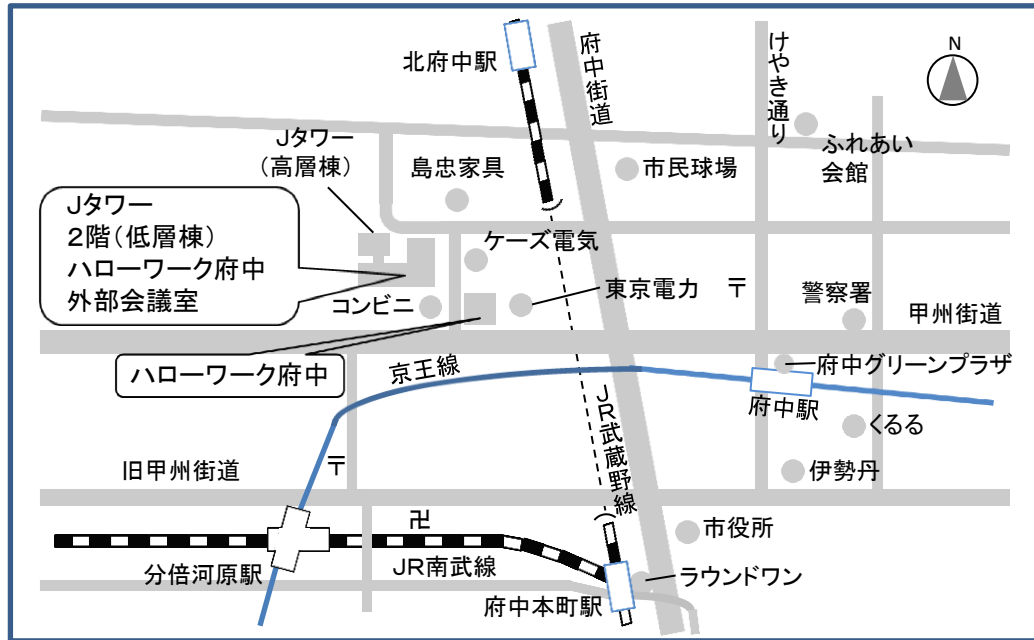 北府中駅
府中街道
けやき通り
N
Jタワー
(高層棟)
島忠家具
市民球場
ふれあい
会館
Jタワー
2階(低層棟)
ハローワーク府中
外部会議室
ケーズ電気
コンビニ
東京電力
〒
警察署
甲州街道
ハローワーク府中
京王線
府中グリーンプラザ
府中駅
JR武蔵野線
くるる
旧甲州街道
〒
伊勢丹
卍
市役所
分倍河原駅
JR南武線
ラウンドワン
府中本町駅